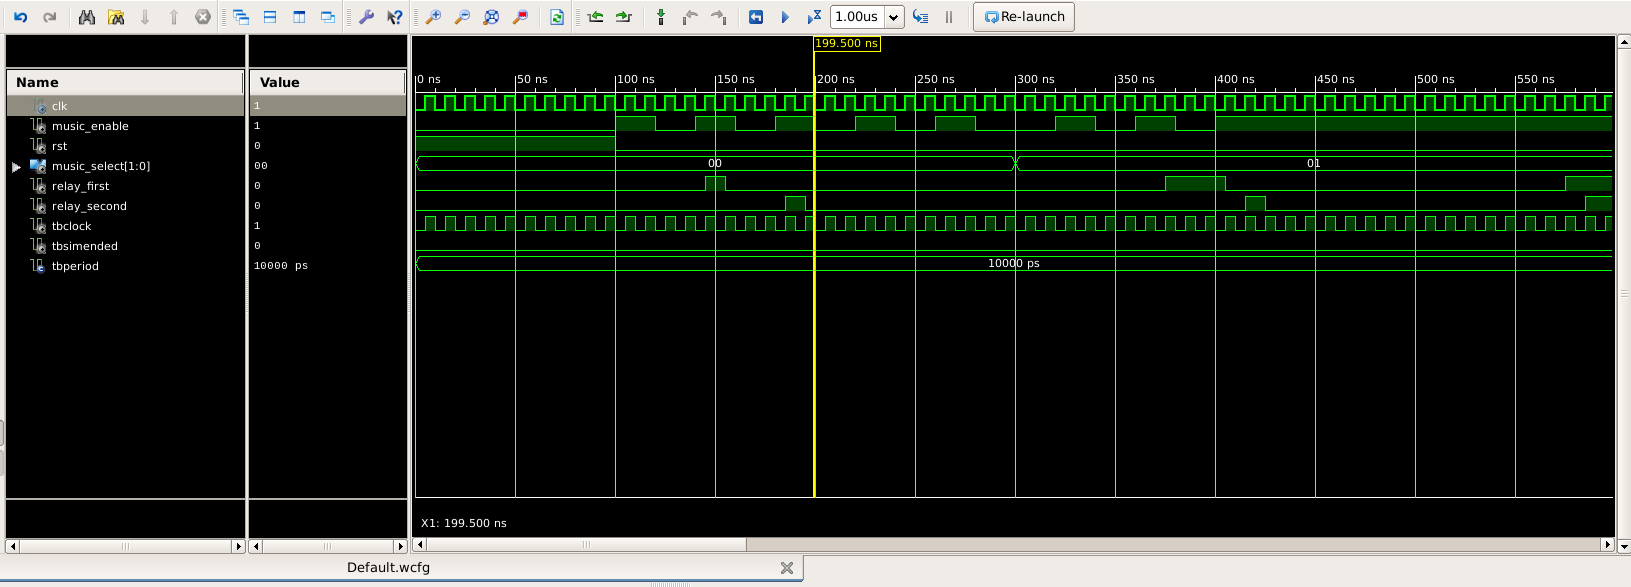 1.00us
Re-launch
199.500 ns
Name
Value
0 ns
50 ns
100 ns
150 ns
200 ns
250 ns
300 ns
350 ns
400 ns
450 ns
500 ns
550 ns
clk
1
music_enable
1
rst
0
music_select[1:0]
00
00
01
relay_first
0
relay_second
0
tbclock
1
tbsimended
0
tbperiod
10000 ps
10000 ps
X1: 199.500 ns
Default.wcfg